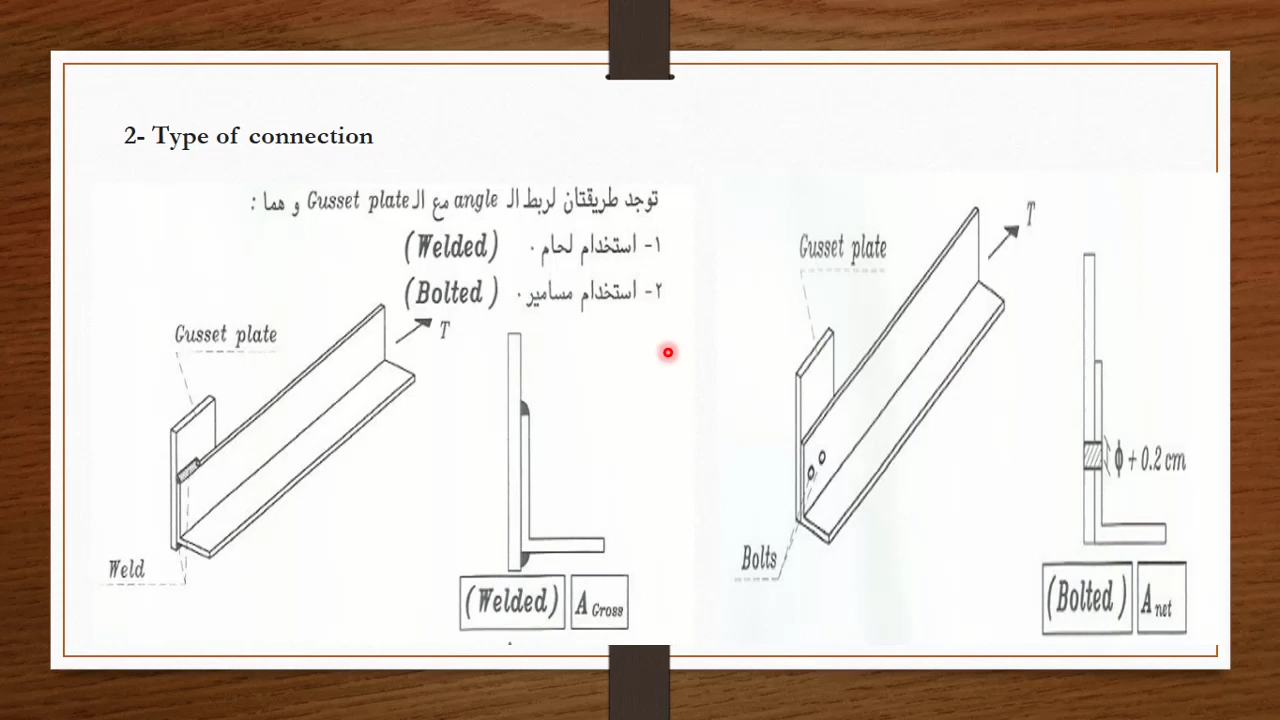 2- Type of connection
توجد طريقتان لربط الـ angle مع الـ Gusset plate و هما :
١- استخدام لحام . (Welded)
٢- استخدام مسامير . (Bolted)
Gusset plate
T
Weld
(Welded) A Gross
Gusset plate
T
ϕ + 0.2 cm
Bolts
(Bolted) A net